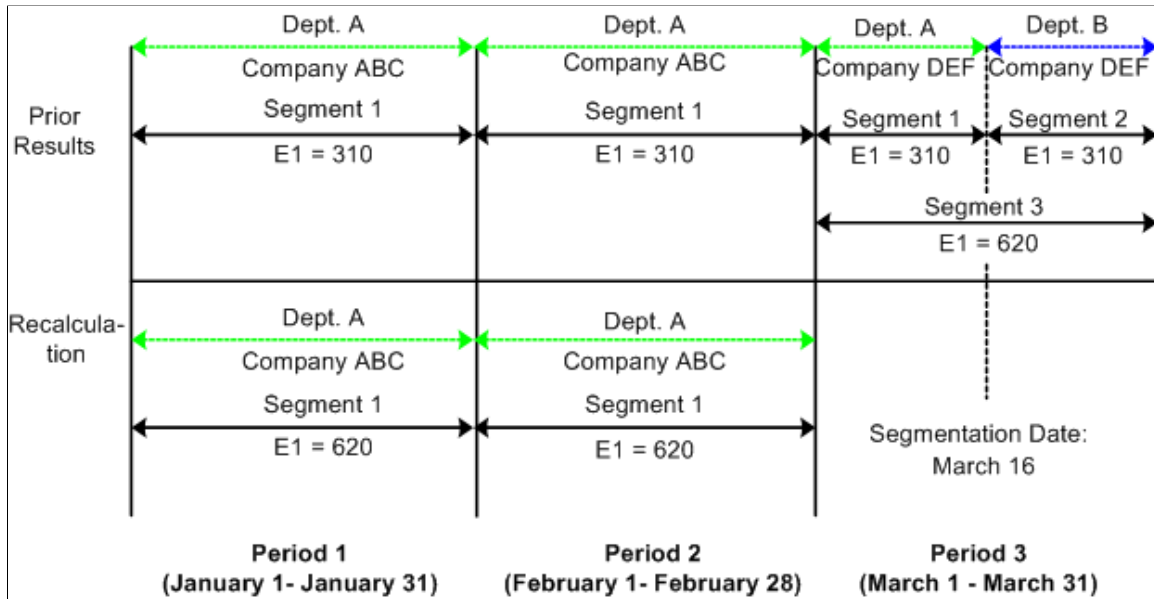 Dept. A
Dept. A
Dept. A
Dept. B
Company ABC
Company ABC
Company DEF
Company DEF
Prior
Results
Segment 1
Segment 1
Segment 1
Segment 2
E1 = 310
E1 = 310
E1 = 310
E1 = 310
Segment 3
E1 = 620
Recalcula-
tion
Dept. A
Dept. A
Company ABC
Company ABC
Segment 1
Segment 1
E1 = 620
E1 = 620
Segmentation Date:
March 16
Period 1
(January 1- January 31)
Period 2
(February 1- February 28)
Period 3
(March 1 - March 31)